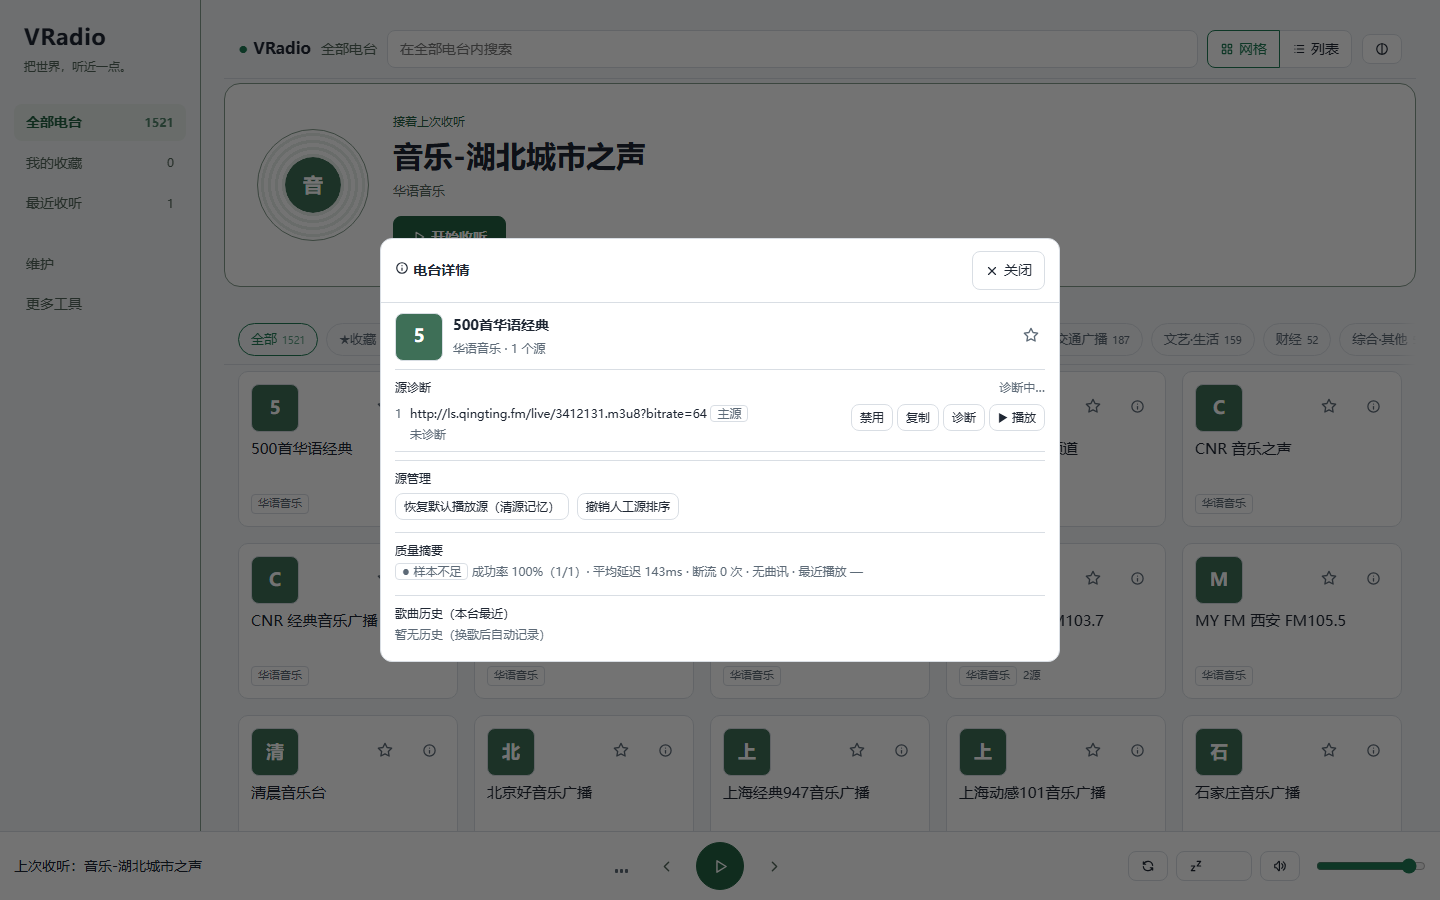 VRadio
把世界，听近一点。
全部电台 1521
我的收藏 0
最近收听 1
维护
更多工具
VRadio 全部电台 在全部电台内搜索 网格 列表
接着上次收听
音
音乐-湖北城市之声
华语音乐
开始收听
全部 1521 ★收藏 交通广播 187 文艺·生活 159 财经 52 综合·其他
电台详情 关闭
5
500首华语经典
华语音乐 · 1 个源
源诊断 诊断中...
1 http://ls.qingting.fm/live/3412131.m3u8?bitrate=64 主源 禁用 复制 诊断 ▶ 播放
未诊断
源管理
恢复默认播放源（清源记忆） 撤销人工源排序
质量摘要
● 样本不足 成功率 100%（1/1）· 平均延迟 143ms · 断流 0 次 · 无曲讯 · 最近播放 —
歌曲历史（本台最近）
暂无历史（换歌后自动记录）
5
500首华语经典
华语音乐
C
CNR 音乐之声
华语音乐
C
CNR 经典音乐广播
华语音乐
华语音乐
华语音乐
103.7
华语音乐 2源
M
MY FM 西安 FM105.5
华语音乐
清
清晨音乐台
北
北京好音乐广播
上
上海经典947音乐广播
上
上海动感101音乐广播
石
石家庄音乐广播
上次收听：音乐-湖北城市之声
... zZ